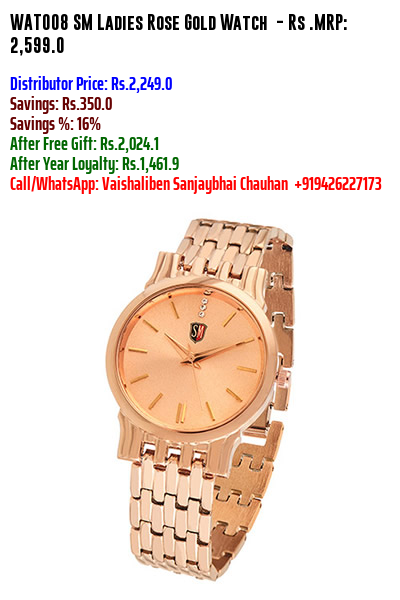 WAT008 SM Ladies Rose Gold Watch - Rs .MRP:
2,599.0
Distributor Price: Rs.2,249.0
Savings: Rs.350.0
Savings %: 16%
After Free Gift: Rs.2,024.1
After Year Loyalty: Rs.1,461.9
Call/WhatsApp: Vaishaliben Sanjaybhai Chauhan +919426227173
SM